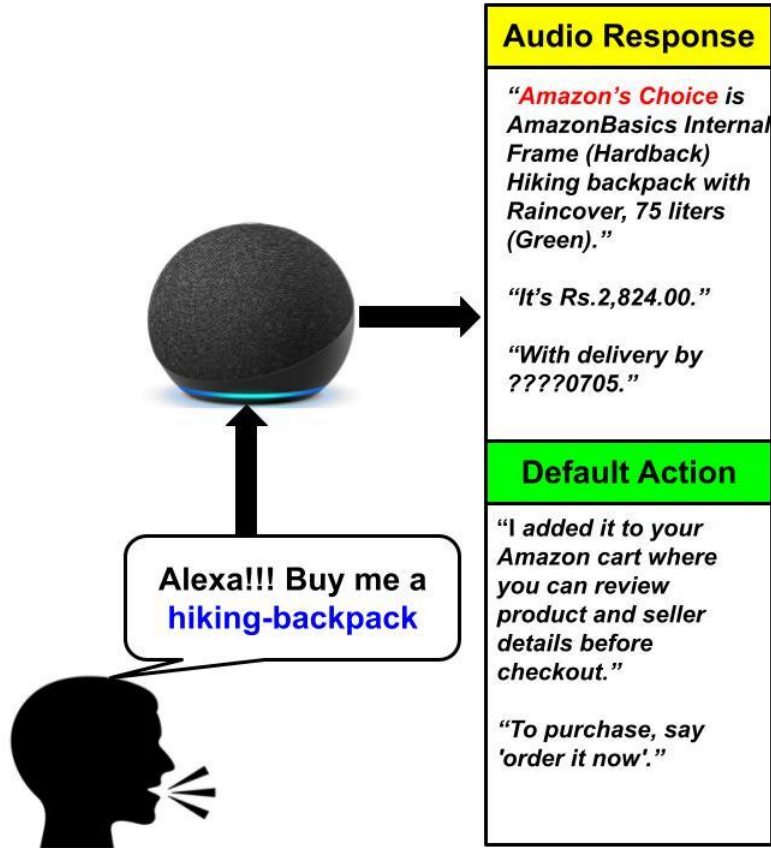 Audio Response
“Amazon’s Choice is
AmazonBasics Internal
Frame (Hardback)
Hiking backpack with
Raincover, 75 liters
(Green).”
“It’s Rs.2,824.00.”
“With delivery by
????0705.”
Default Action
“I added it to your
Amazon cart where
you can review
product and seller
details before
checkout.”
“To purchase, say
'order it now'.”
Alexa!!! Buy me a
hiking-backpack